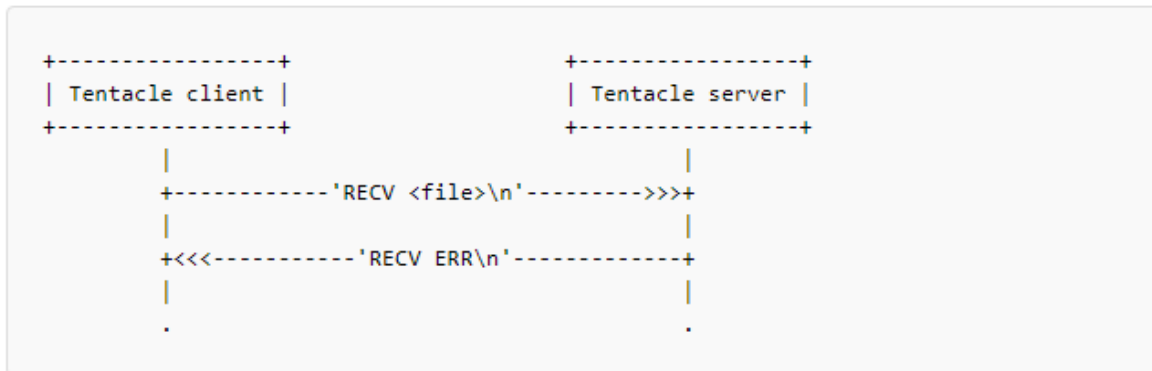 +-----------------+                     +-----------------+
| Tentacle client |                     | Tentacle server |
+-----------------+                     +-----------------+
         |                                       |
         +------------'RECV <file>\n'--------->>>+
         |                                       |
         +<<<-----------'RECV ERR\n'-------------+
         |                                       |
         .                                       .